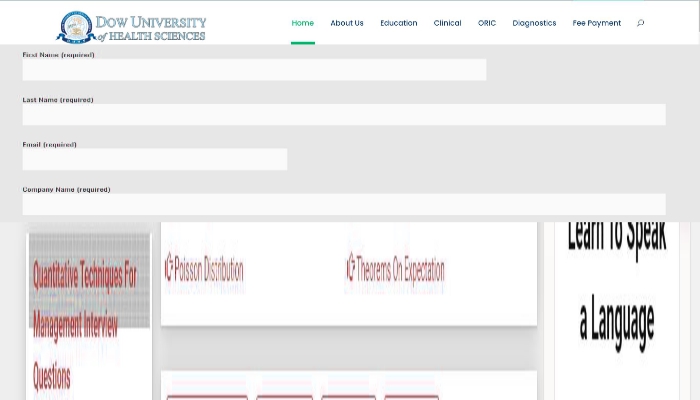 DOW UNIVERSITY
of HEALTH SCIENCES
Home About Us Education Clinical ORIC Diagnostics Fee Payment
First Name (required)
Last Name (required)
Email (required)
Company Name (required)
Quantitative Techniques For
Management Interview
Questions
Poisson Distribution
Theorems On Expectation
Learn To Speak
a Language